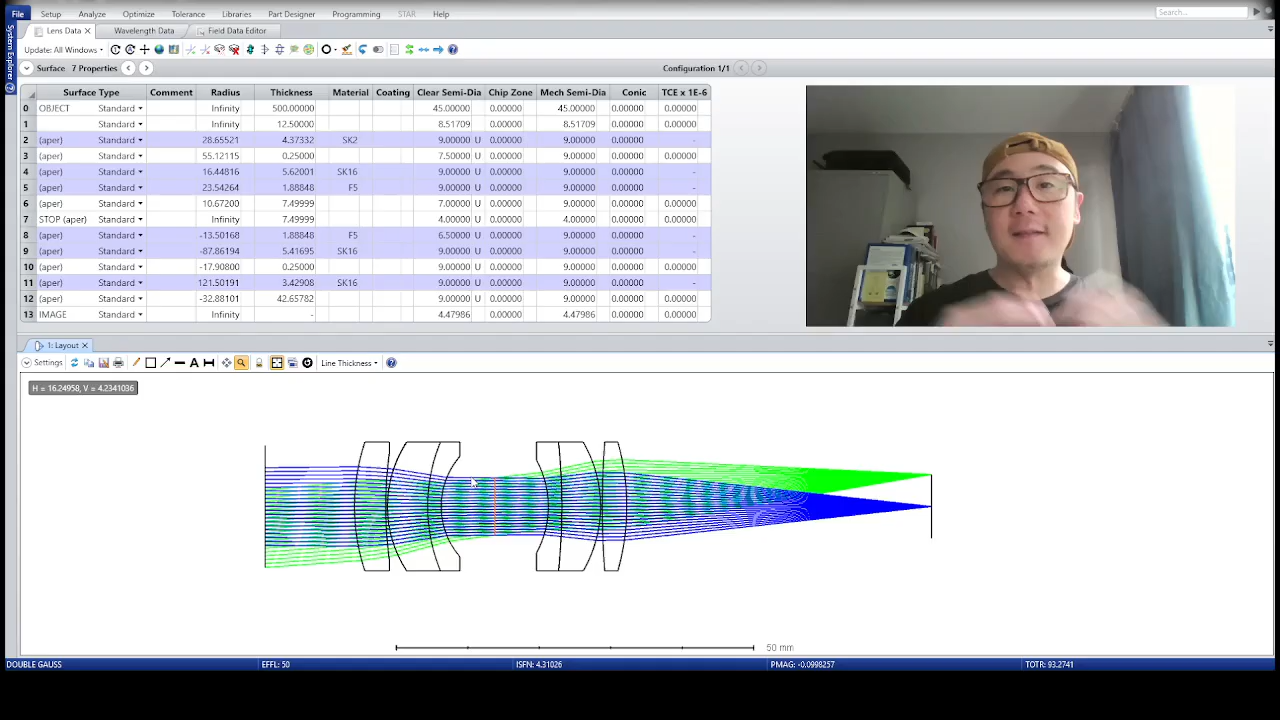 File Setup Analyze Optimize Tolerance Libraries Part Designer Programming STAR Help Search...
System Explorer
Lens Data Wavelength Data Field Data Editor
Update: All Windows
Surface 7 Properties Configuration 1/1
Surface Type Comment Radius Thickness Material Coating Clear Semi-Dia Chip Zone Mech Semi-Dia Conic TCE x 1E-6
0 OBJECT Standard Infinity 500.00000 45.00000 0.00000 45.00000 0.00000 0.00000
1 Standard Infinity 12.50000 8.51709 0.00000 8.51709 0.00000 0.00000
2 (aper) Standard 28.65521 4.37332 SK2 9.00000 U 0.00000 9.00000 0.00000 -
3 (aper) Standard 55.12115 0.25000 7.50000 U 0.00000 9.00000 0.00000 0.00000
4 (aper) Standard 16.44816 5.62001 SK16 9.00000 U 0.00000 9.00000 0.00000 -
5 (aper) Standard 23.54264 1.88848 F5 9.00000 U 0.00000 9.00000 0.00000 -
6 (aper) Standard 10.67200 7.49999 7.00000 U 0.00000 9.00000 0.00000 0.00000
7 STOP (aper) Standard Infinity 7.49999 4.00000 U 0.00000 4.00000 0.00000 0.00000
8 (aper) Standard -13.50168 1.88848 F5 6.50000 U 0.00000 9.00000 0.00000 -
9 (aper) Standard -87.86194 5.41695 SK16 9.00000 U 0.00000 9.00000 0.00000 -
10 (aper) Standard -17.90800 0.25000 9.00000 U 0.00000 9.00000 0.00000 0.00000
11 (aper) Standard 121.50191 3.42908 SK16 9.00000 U 0.00000 9.00000 0.00000 -
12 (aper) Standard -32.88101 42.65782 9.00000 U 0.00000 9.00000 0.00000 0.00000
13 IMAGE Standard Infinity - 4.47986 0.00000 4.47986 0.00000 0.00000
1: Layout
Settings A Line Thickness
H = 16.24958, V = 4.2341036
50 mm
DOUBLE GAUSS EFFL: 50 ISFN: 4.31026 PMAG: -0.0998257 TOTR: 93.2741